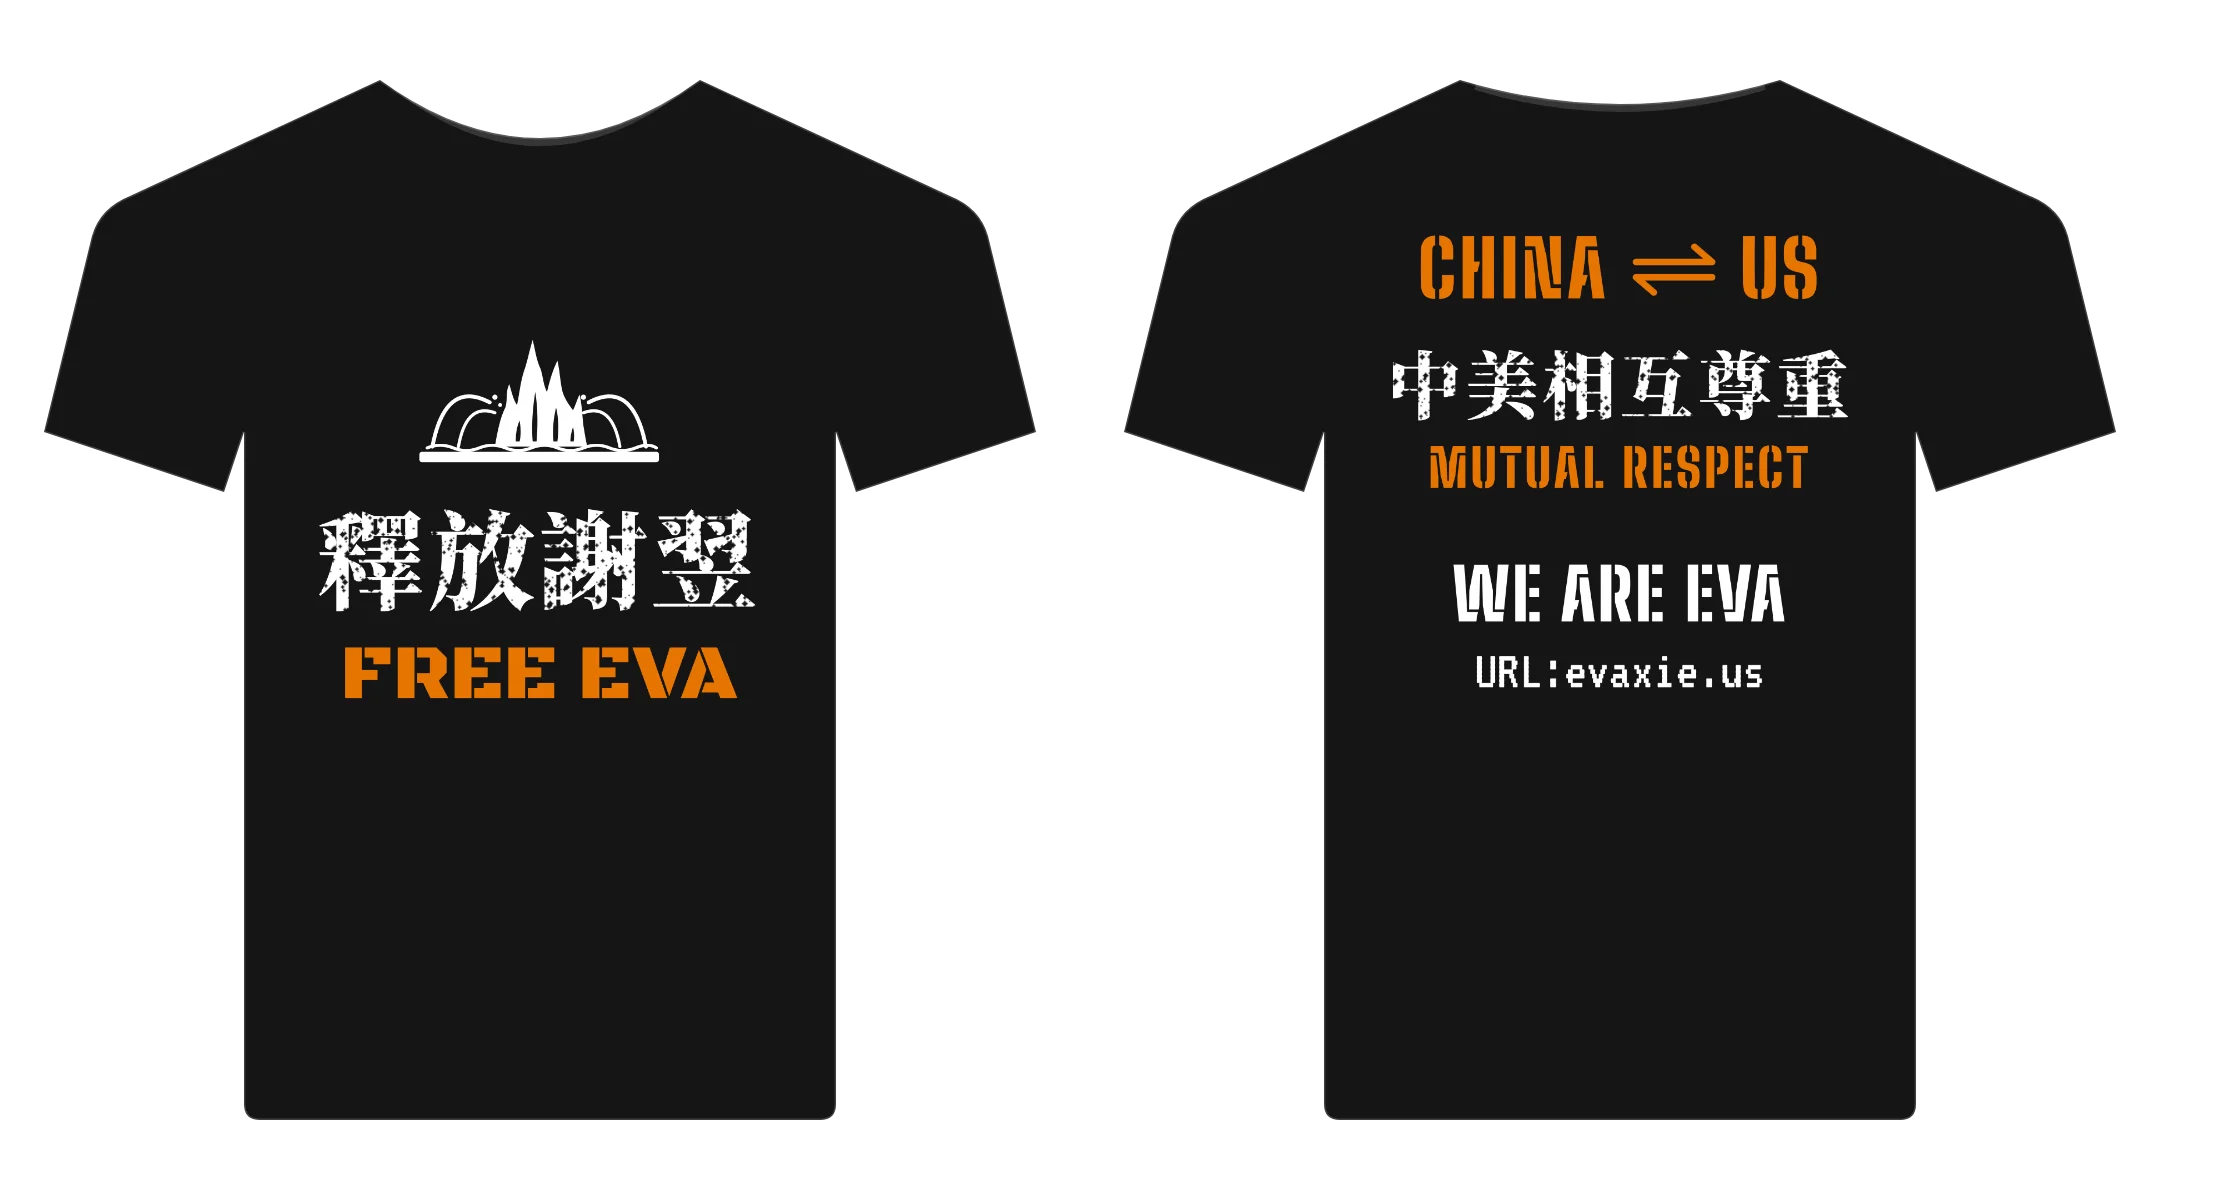 釋放謝翌
FREE EVA
CHINA ⇌ US
中美相互尊重
MUTUAL RESPECT
WE ARE EVA
URL:evaxie.us